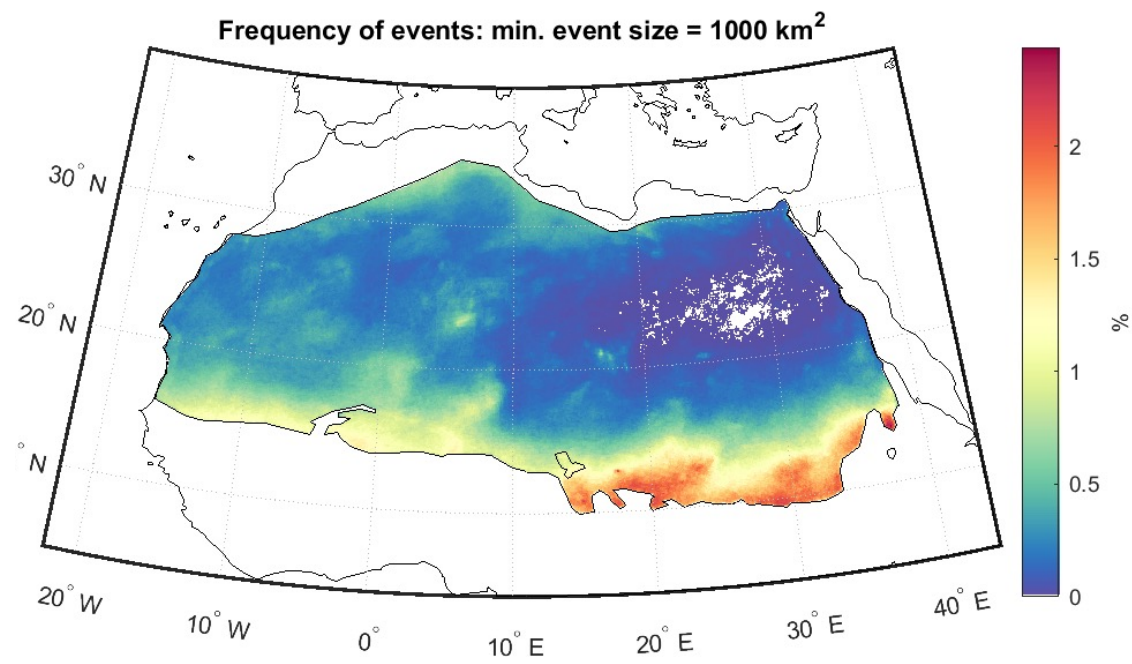 Frequency of events: min. event size = 1000 km²
30° N
20° N
° N
20° W
10° W
0°
10° E
20° E
30° E
40° E
2
1.5
1
0.5
0
%